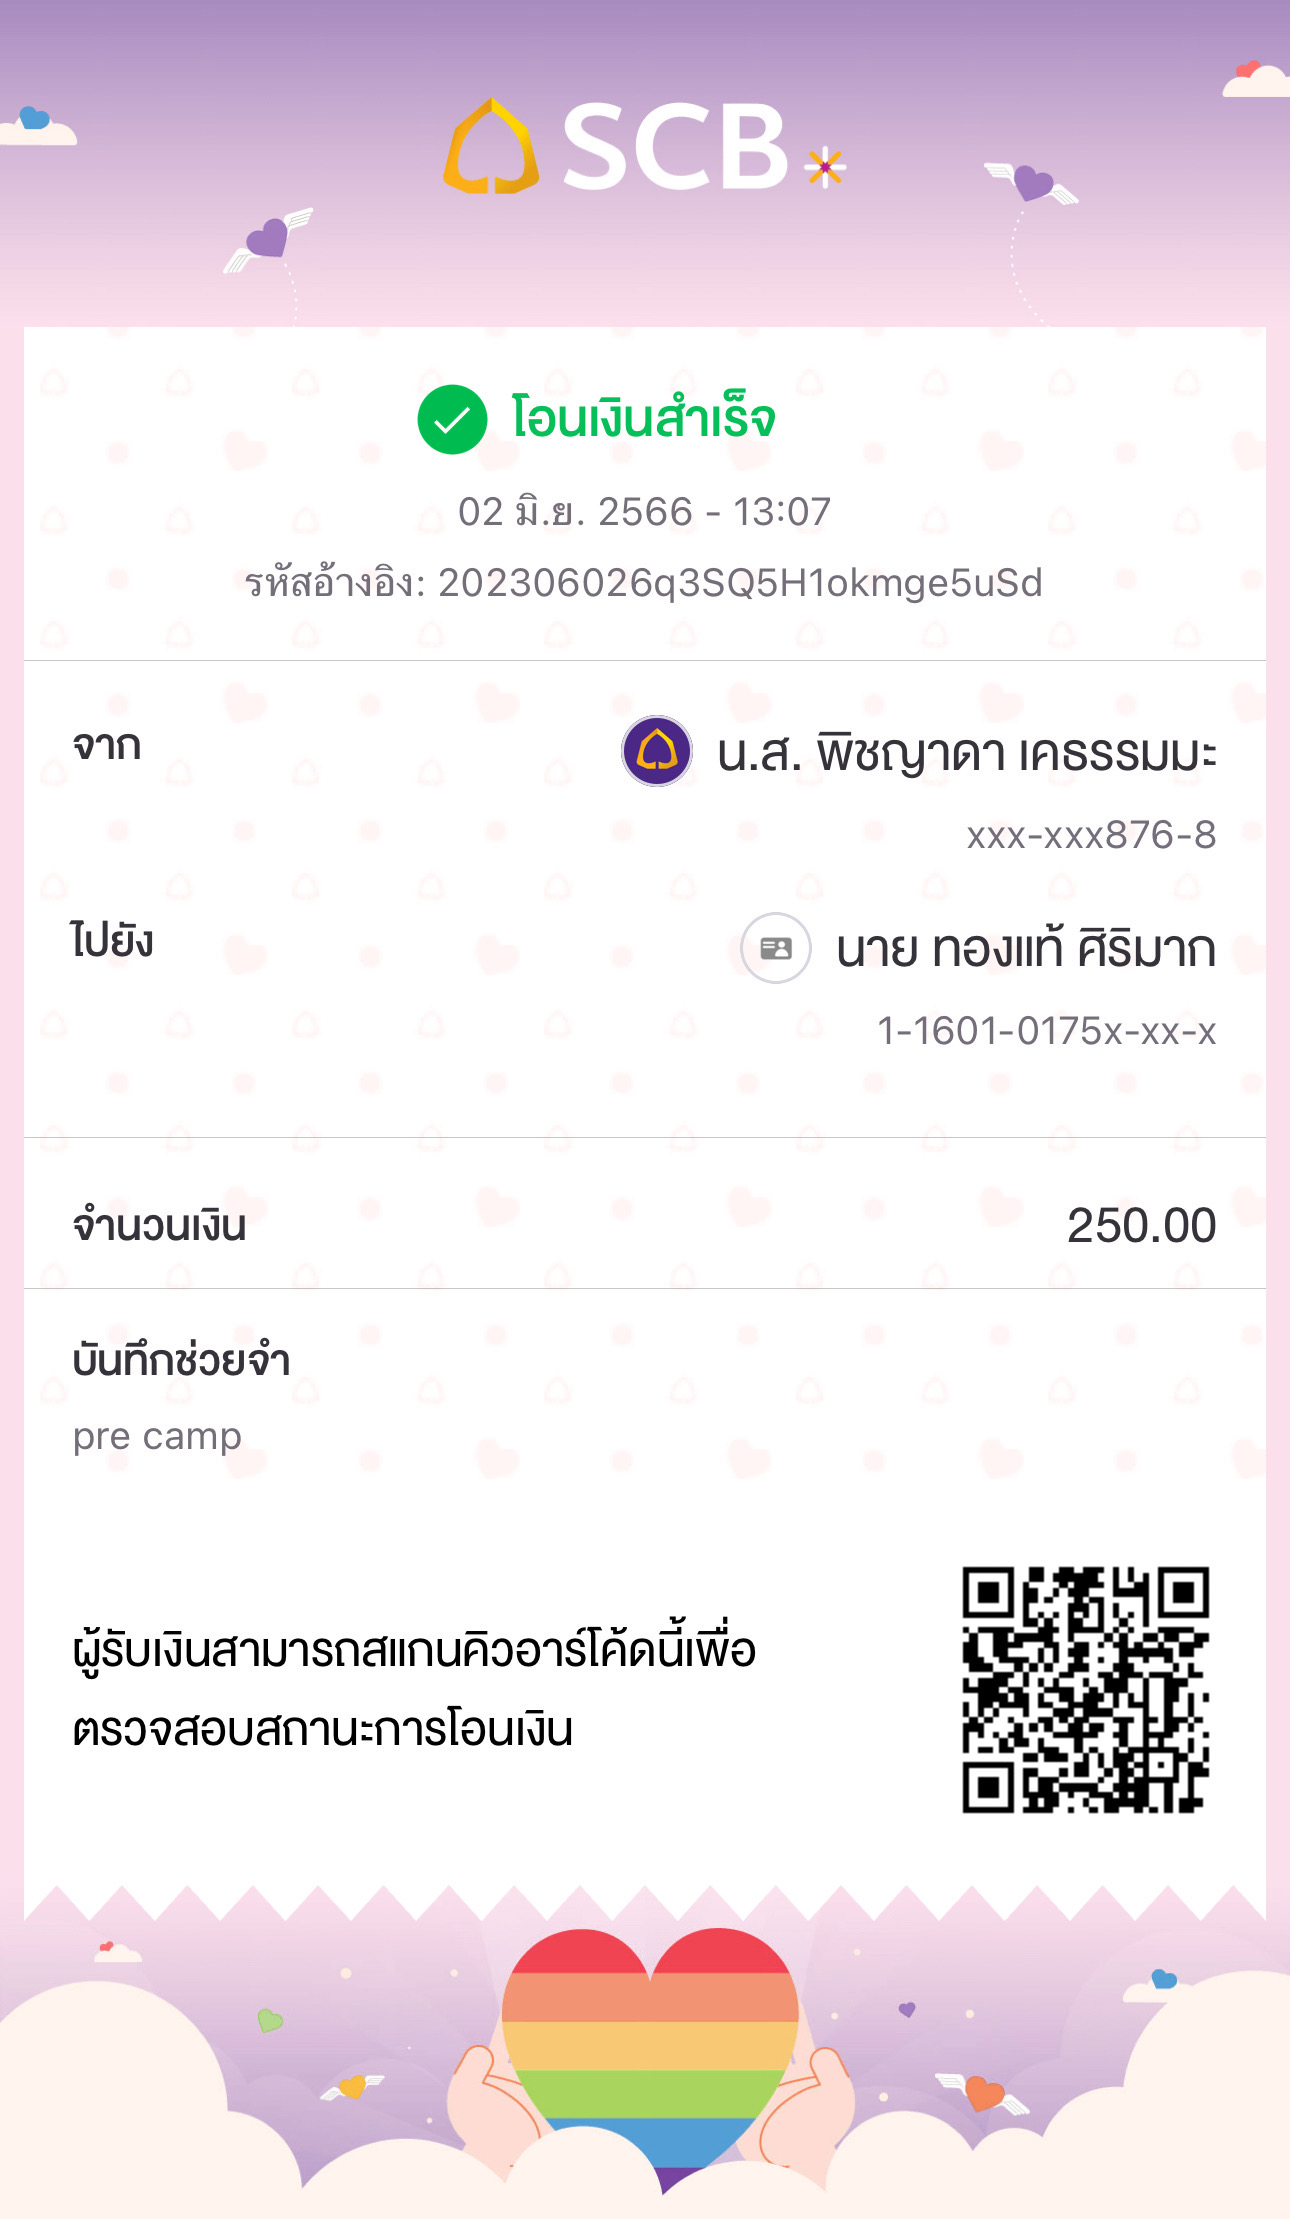 SCB
โอนเงินสำเร็จ
02 มิ.ย. 2566 - 13:07
รหัสอ้างอิง: 202306026q3SQ5H1okmge5uSd
จาก
น.ส. พิชญาดา เคธรรมมะ
xxx-xxx876-8
ไปยัง
นาย ทองแท้ ศิริมาก
1-1601-0175x-xx-x
จำนวนเงิน
250.00
บันทึกช่วยจำ
pre camp
ผู้รับเงินสามารถสแกนคิวอาร์โค้ดนี้เพื่อ
ตรวจสอบสถานะการโอนเงิน